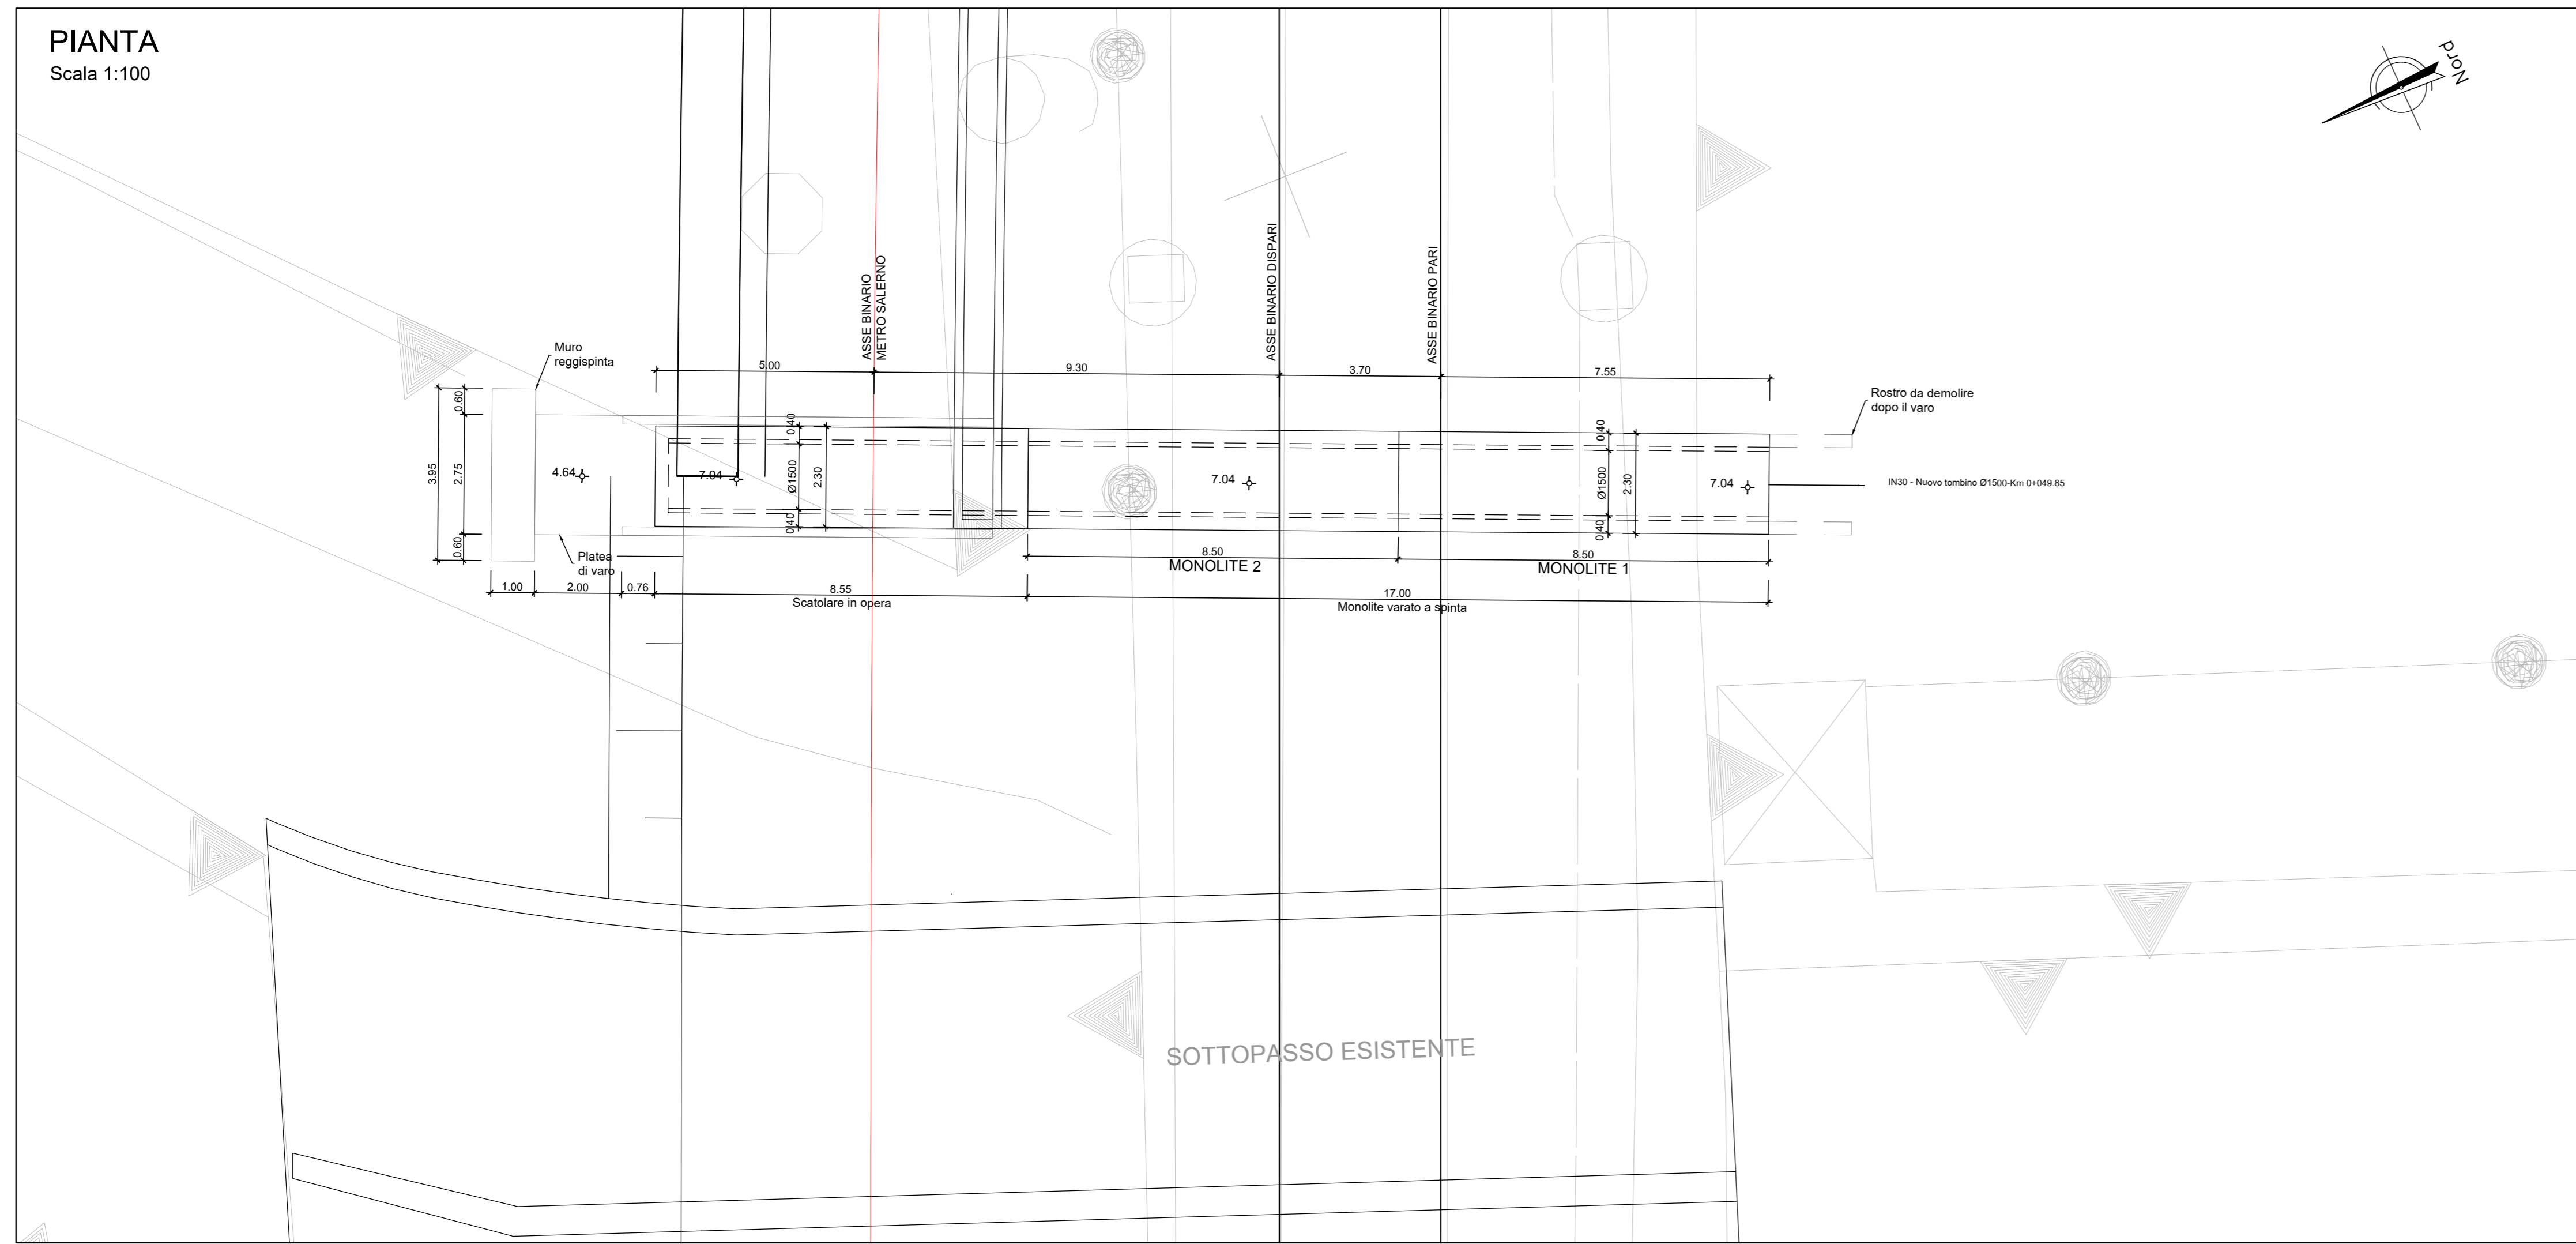 PIANTA
Scala 1:100
Nord
ASSE BINARIO
METRO SALERNO
ASSE BINARIO DISPARI
ASSE BINARIO PARI
5.00
9.30
3.70
7.55
Muro
reggispinta
Rostro da demolire
dopo il varo
0.60
2.75
3.95
0.60
4.64
7.04
0.40
Ø1500
2.30
0.40
7.04
0.40
Ø1500
2.30
0.40
7.04
IN30 - Nuovo tombino Ø1500-Km 0+049.85
Platea
di varo
8.50
MONOLITE 2
8.50
MONOLITE 1
1.00
2.00
0.76
8.55
Scatolare in opera
17.00
Monolite varato a spinta
SOTTOPASSO ESISTENTE